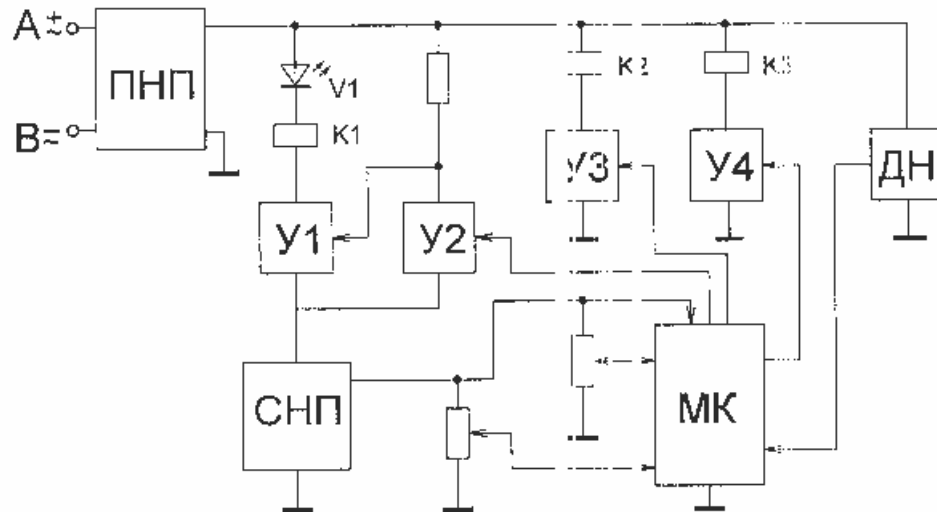 A ±
≂
ПНП
B =
≈
V1
K1
K2
K3
У1
У2
У3
У4
ДН
СНП
МК